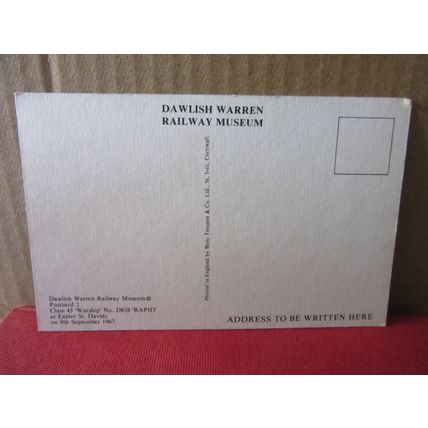 DAWLISH WARREN
RAILWAY MUSEUM
Printed in England by Beric Tempest & Co. Ltd., St. Ives, Cornwall.
Dawlish Warren Railway Museum©
Postcard 2
Class 43 'Warship' No. D838 'RAPID'
at Exeter St. Davids
on 9th September 1967.
ADDRESS TO BE WRITTEN HERE